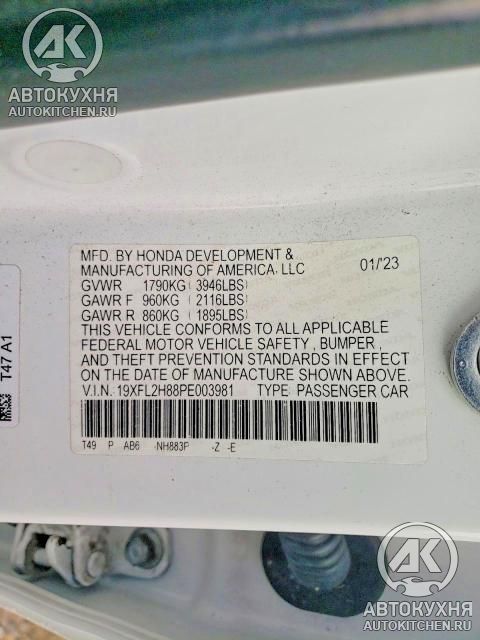 АК
АВТОКУХНЯ
AUTOKITCHEN.RU
MFD. BY HONDA DEVELOPMENT &
MANUFACTURING OF AMERICA, LLC 01/'23
GVWR 1790KG ( 3946LBS)
GAWR F 960KG ( 2116LBS)
GAWR R 860KG ( 1895LBS)
THIS VEHICLE CONFORMS TO ALL APPLICABLE
FEDERAL MOTOR VEHICLE SAFETY , BUMPER ,
AND THEFT PREVENTION STANDARDS IN EFFECT
ON THE DATE OF MANUFACTURE SHOWN ABOVE.
V.I.N: 19XFL2H88PE003981 TYPE: PASSENGER CAR
T49 P AB6 NH883P -Z -E
T47 A1
АК
АВТОКУХНЯ
AUTOKITCHEN.RU